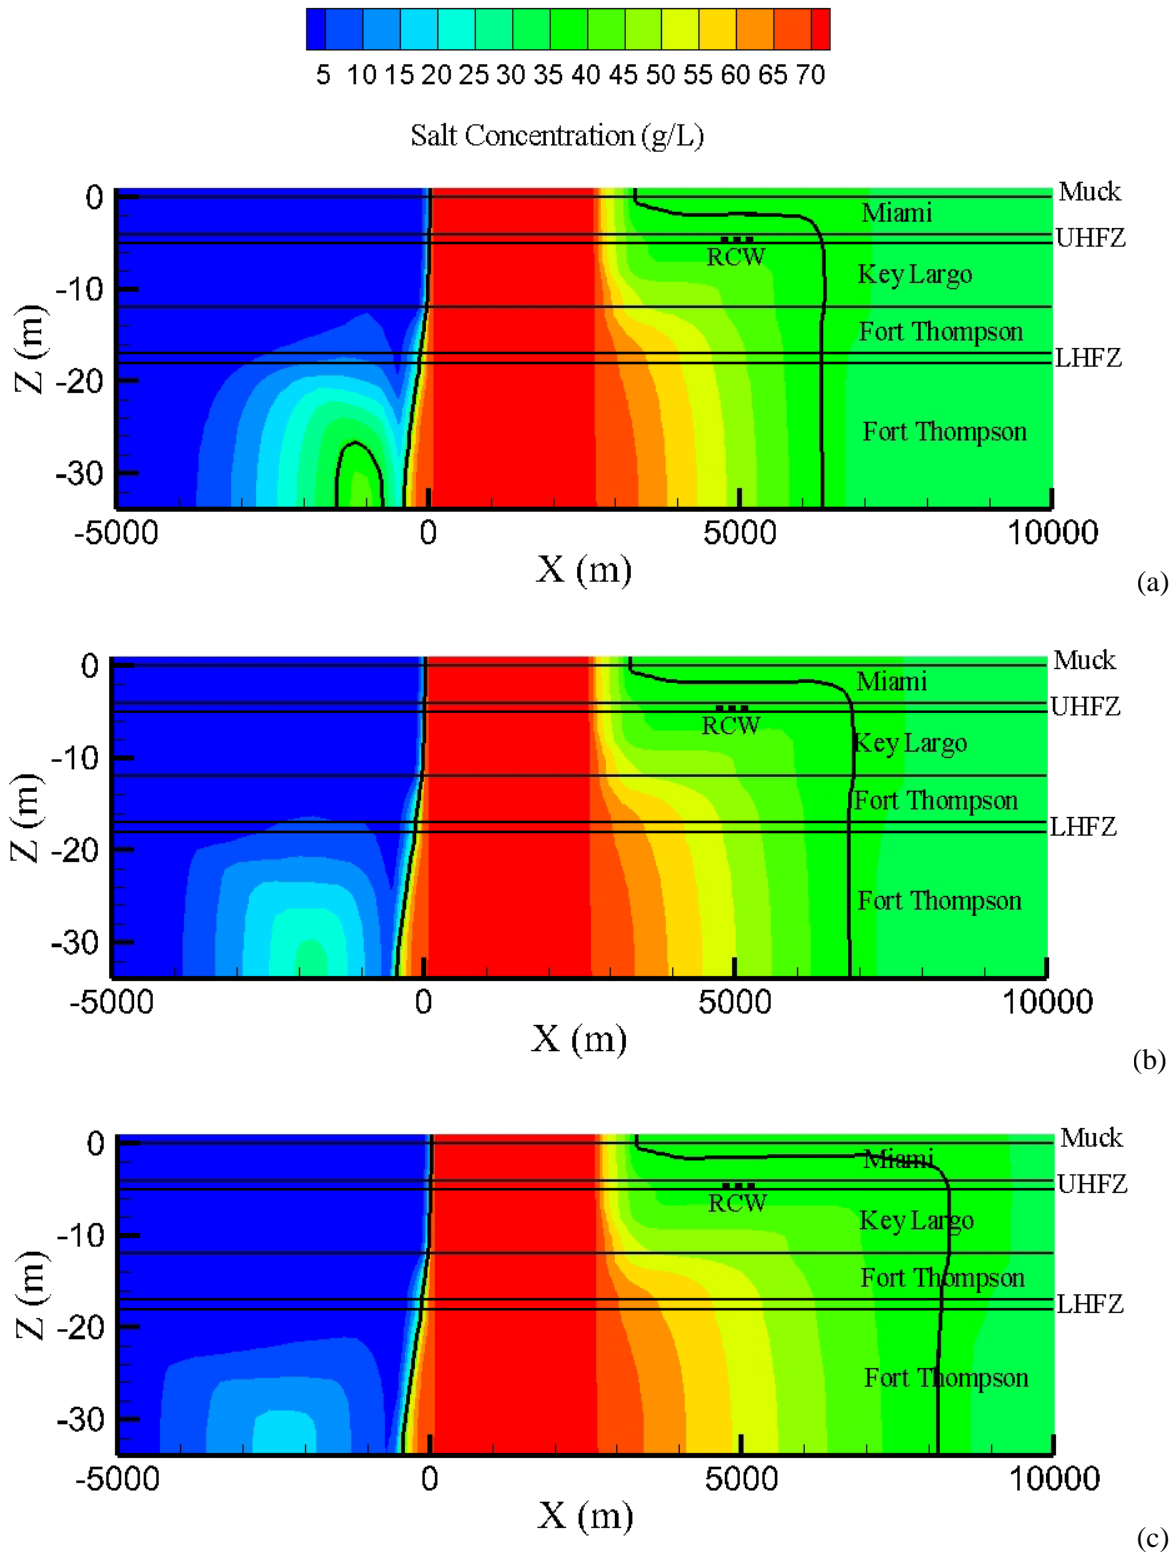 5 10 15 20 25 30 35 40 45 50 55 60 65 70
Salt Concentration (g/L)
0
-10
-20
-30
Z (m)
Muck
Miami
UHFZ
RCW
Key Largo
Fort Thompson
LHFZ
Fort Thompson
-5000 0 5000 10000
X (m)
(a)
0
-10
-20
-30
Z (m)
Muck
Miami
UHFZ
RCW
Key Largo
Fort Thompson
LHFZ
Fort Thompson
-5000 0 5000 10000
X (m)
(b)
0
-10
-20
-30
Z (m)
Muck
Miami
UHFZ
RCW
Key Largo
Fort Thompson
LHFZ
Fort Thompson
-5000 0 5000 10000
X (m)
(c)